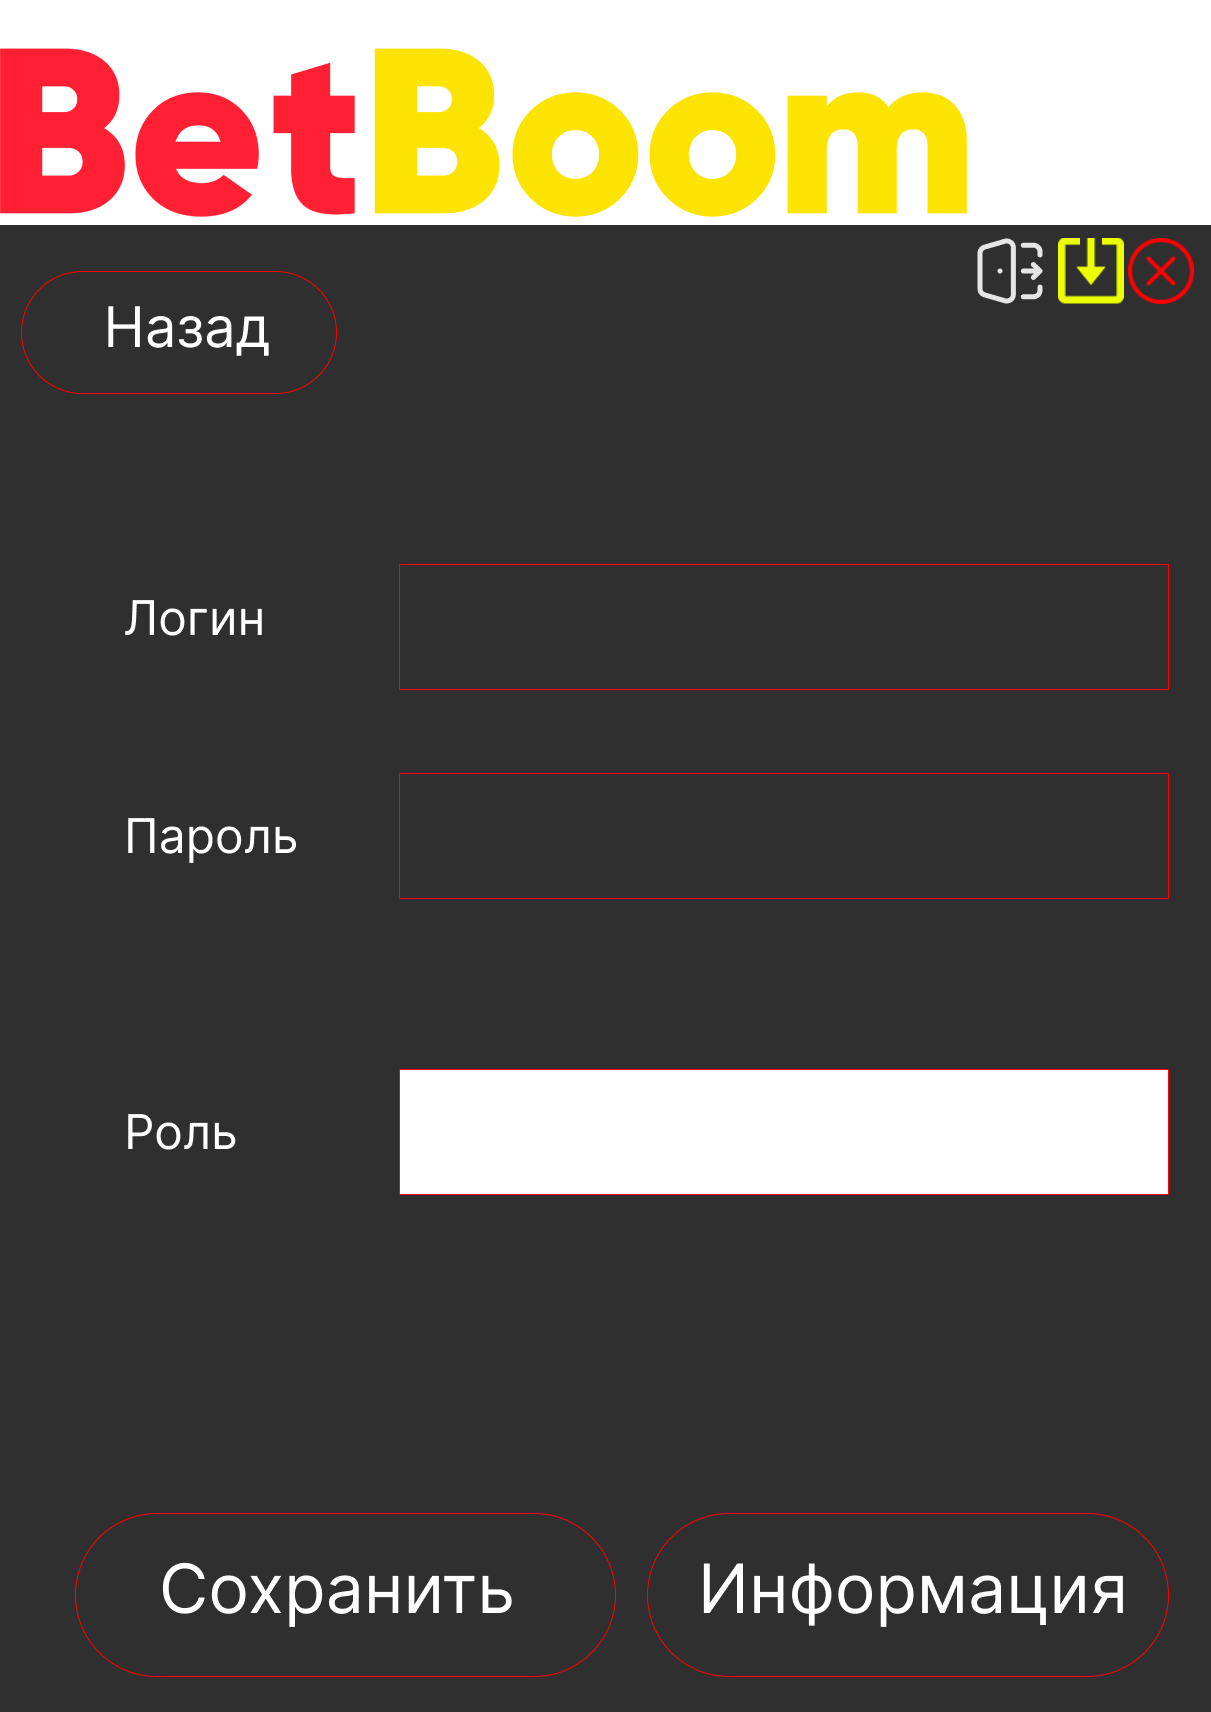 BetBoom
Назад
Логин
Пароль
Роль
Сохранить
Информация